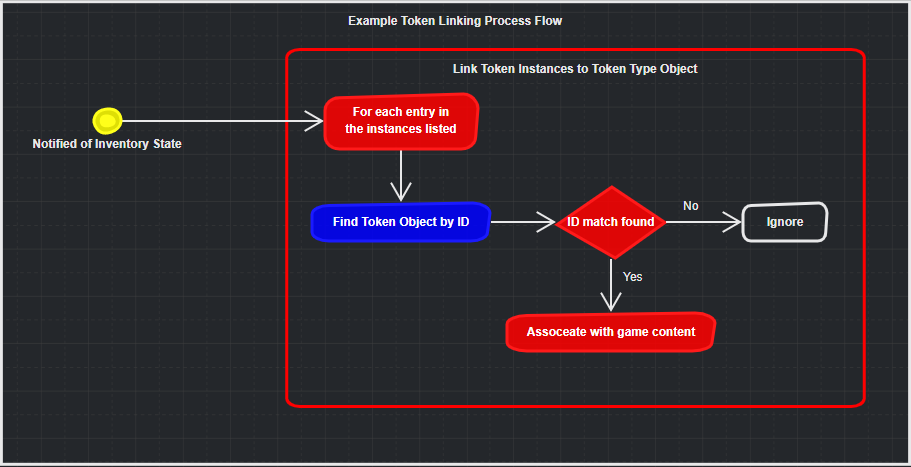 Example Token Linking Process Flow
Link Token Instances to Token Type Object
For each entry in
the instances listed
Notified of Inventory State
Find Token Object by ID
ID match found
No
Ignore
Yes
Assoceate with game content